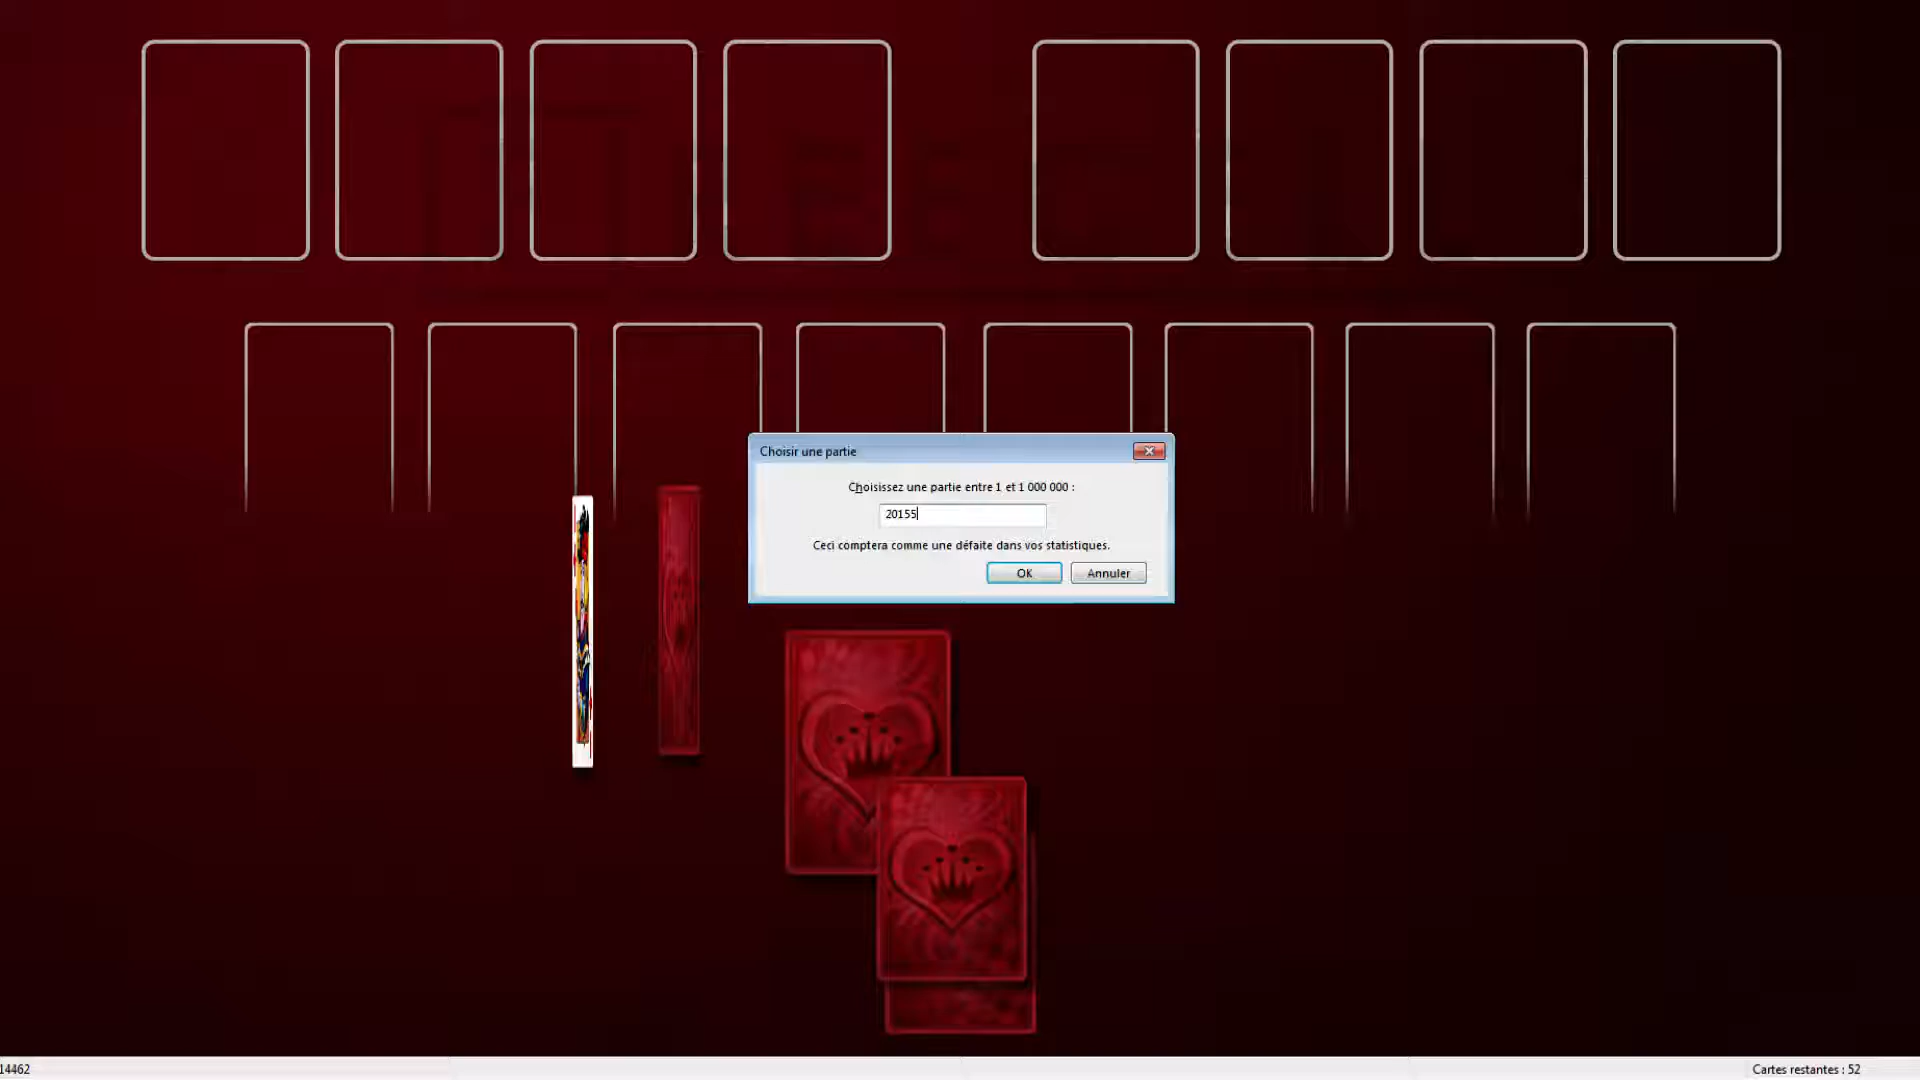 Choisir une partie
Choisissez une partie entre 1 et 1 000 000 :
20155
Ceci comptera comme une défaite dans vos statistiques.
OK
Annuler
14462
Cartes restantes : 52